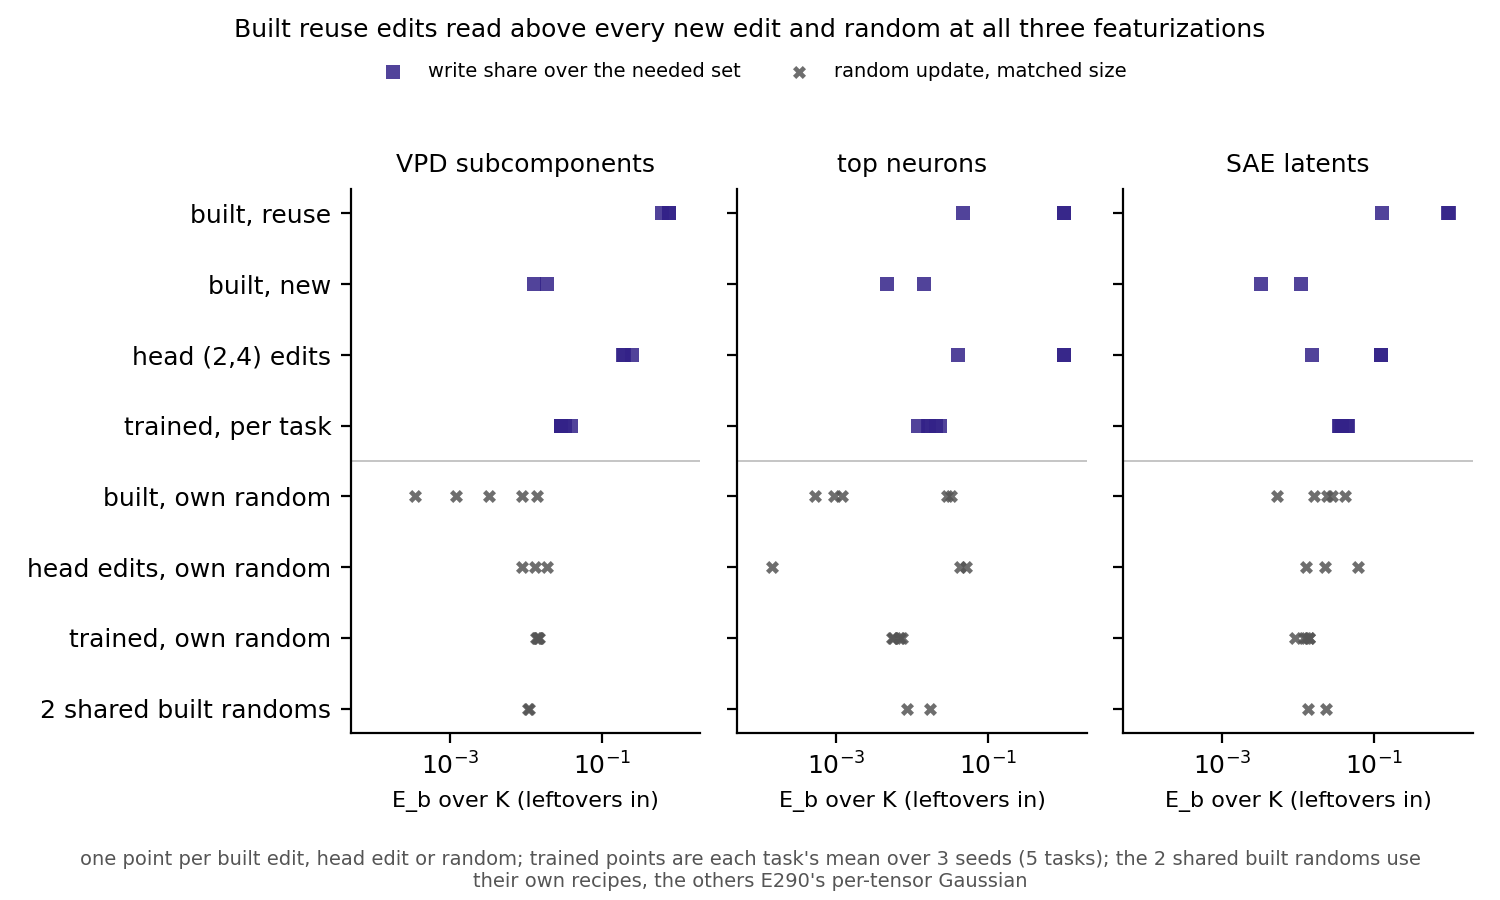 Built reuse edits read above every new edit and random at all three featurizations
write share over the needed set
random update, matched size
VPD subcomponents
top neurons
SAE latents
built, reuse
built, new
head (2,4) edits
trained, per task
built, own random
head edits, own random
trained, own random
2 shared built randoms
10⁻³ 10⁻¹
10⁻³ 10⁻¹
10⁻³ 10⁻¹
E_b over K (leftovers in)
E_b over K (leftovers in)
E_b over K (leftovers in)
one point per built edit, head edit or random; trained points are each task's mean over 3 seeds (5 tasks); the 2 shared built randoms use
their own recipes, the others E290's per-tensor Gaussian